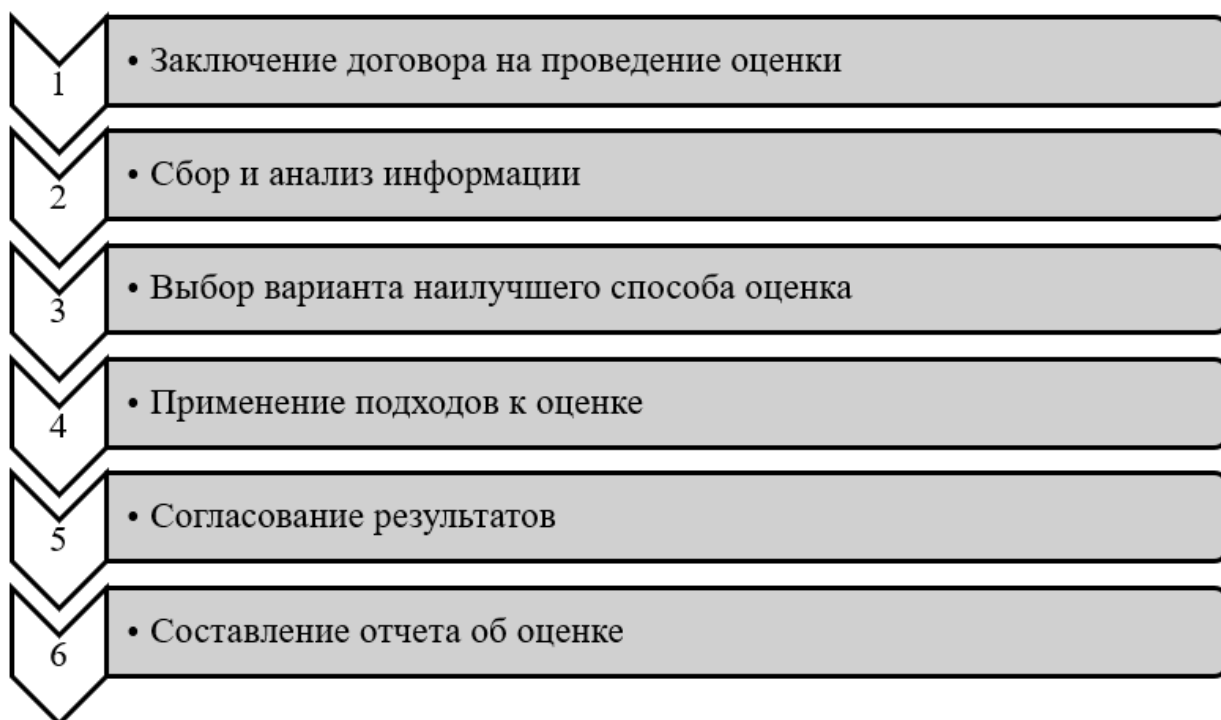 1
• Заключение договора на проведение оценки
2
• Сбор и анализ информации
3
• Выбор варианта наилучшего способа оценка
4
• Применение подходов к оценке
5
• Согласование результатов
6
• Составление отчета об оценке